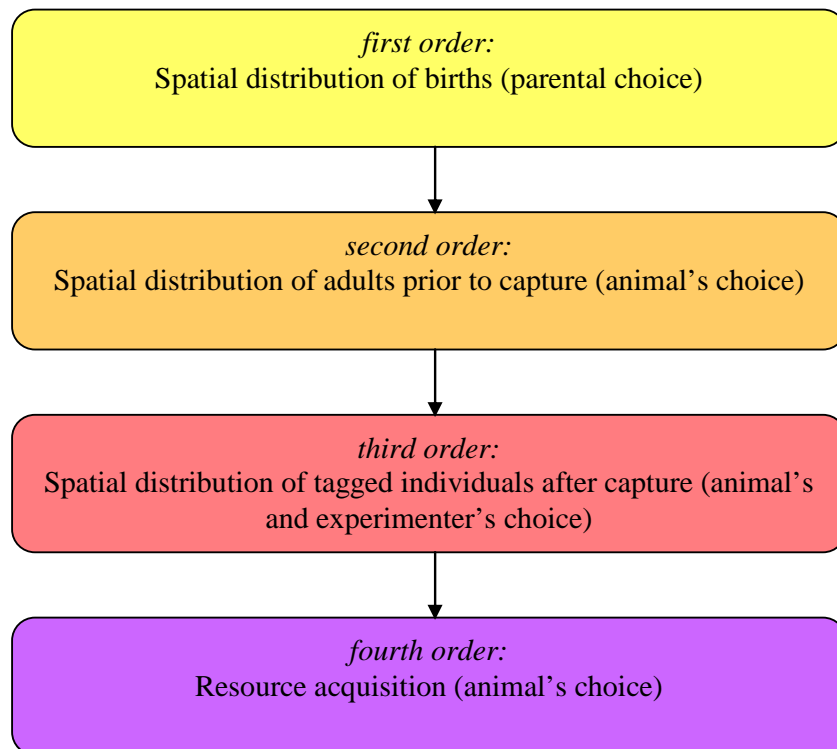 first order:
Spatial distribution of births (parental choice)
second order:
Spatial distribution of adults prior to capture (animal’s choice)
third order:
Spatial distribution of tagged individuals after capture (animal’s
and experimenter’s choice)
fourth order:
Resource acquisition (animal’s choice)